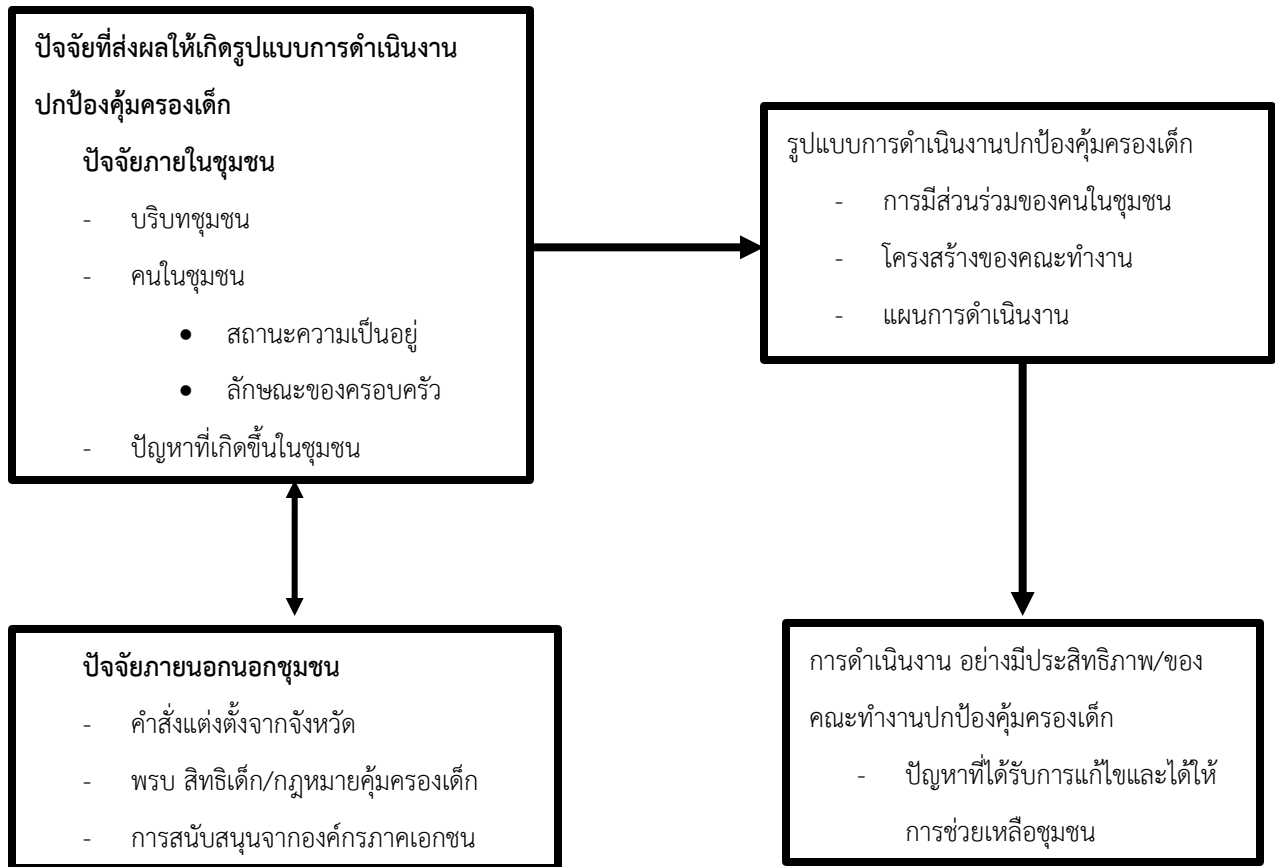 ปัจจัยที่ส่งผลให้เกิดรูปแบบการดำเนินงาน
ปกป้องคุ้มครองเด็ก
ปัจจัยภายในชุมชน
- บริบทชุมชน
- คนในชุมชน
● สถานะความเป็นอยู่
● ลักษณะของครอบครัว
- ปัญหาที่เกิดขึ้นในชุมชน
รูปแบบการดำเนินงานปกป้องคุ้มครองเด็ก
- การมีส่วนร่วมของคนในชุมชน
- โครงสร้างของคณะทำงาน
- แผนการดำเนินงาน
ปัจจัยภายนอกนอกชุมชน
- คำสั่งแต่งตั้งจากจังหวัด
- พรบ สิทธิเด็ก/กฎหมายคุ้มครองเด็ก
- การสนับสนุนจากองค์กรภาคเอกชน
การดำเนินงาน อย่างมีประสิทธิภาพ/ของ
คณะทำงานปกป้องคุ้มครองเด็ก
- ปัญหาที่ได้รับการแก้ไขและได้ให้
การช่วยเหลือชุมชน